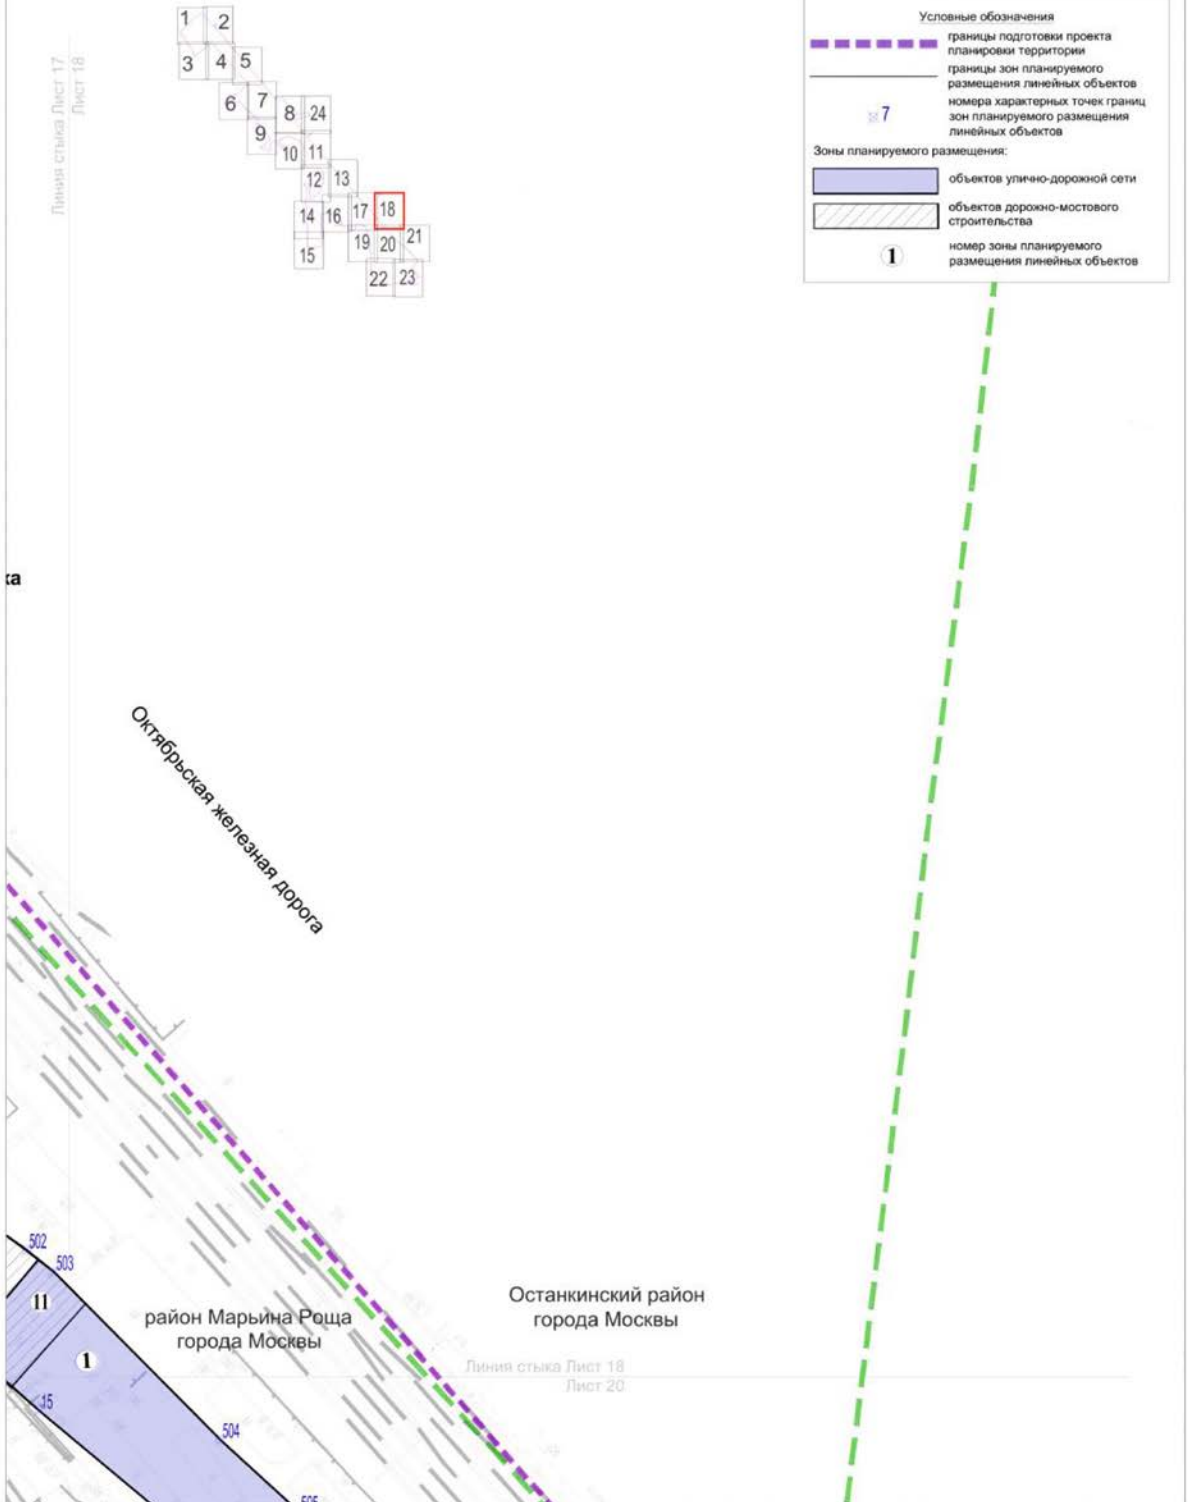 Условные обозначения
границы подготовки проекта
планировки территории
границы зон планируемого
размещения линейных объектов
7
номера характерных точек границ
зон планируемого размещения
линейных объектов
Зоны планируемого размещения:
объектов улично-дорожной сети
объектов дорожно-мостового
строительства
1
номер зоны планируемого
размещения линейных объектов
1 2
3 4 5
6 7
8 24
9
10 11
12 13
14 16 17 18
15 19 20 21
22 23
Линия стыка Лист 17
Лист 18
ка
Октябрьская железная дорога
502
503
11
район Марьина Роща
города Москвы
Останкинский район
города Москвы
1
Линия стыка Лист 18
Лист 20
15
504
505